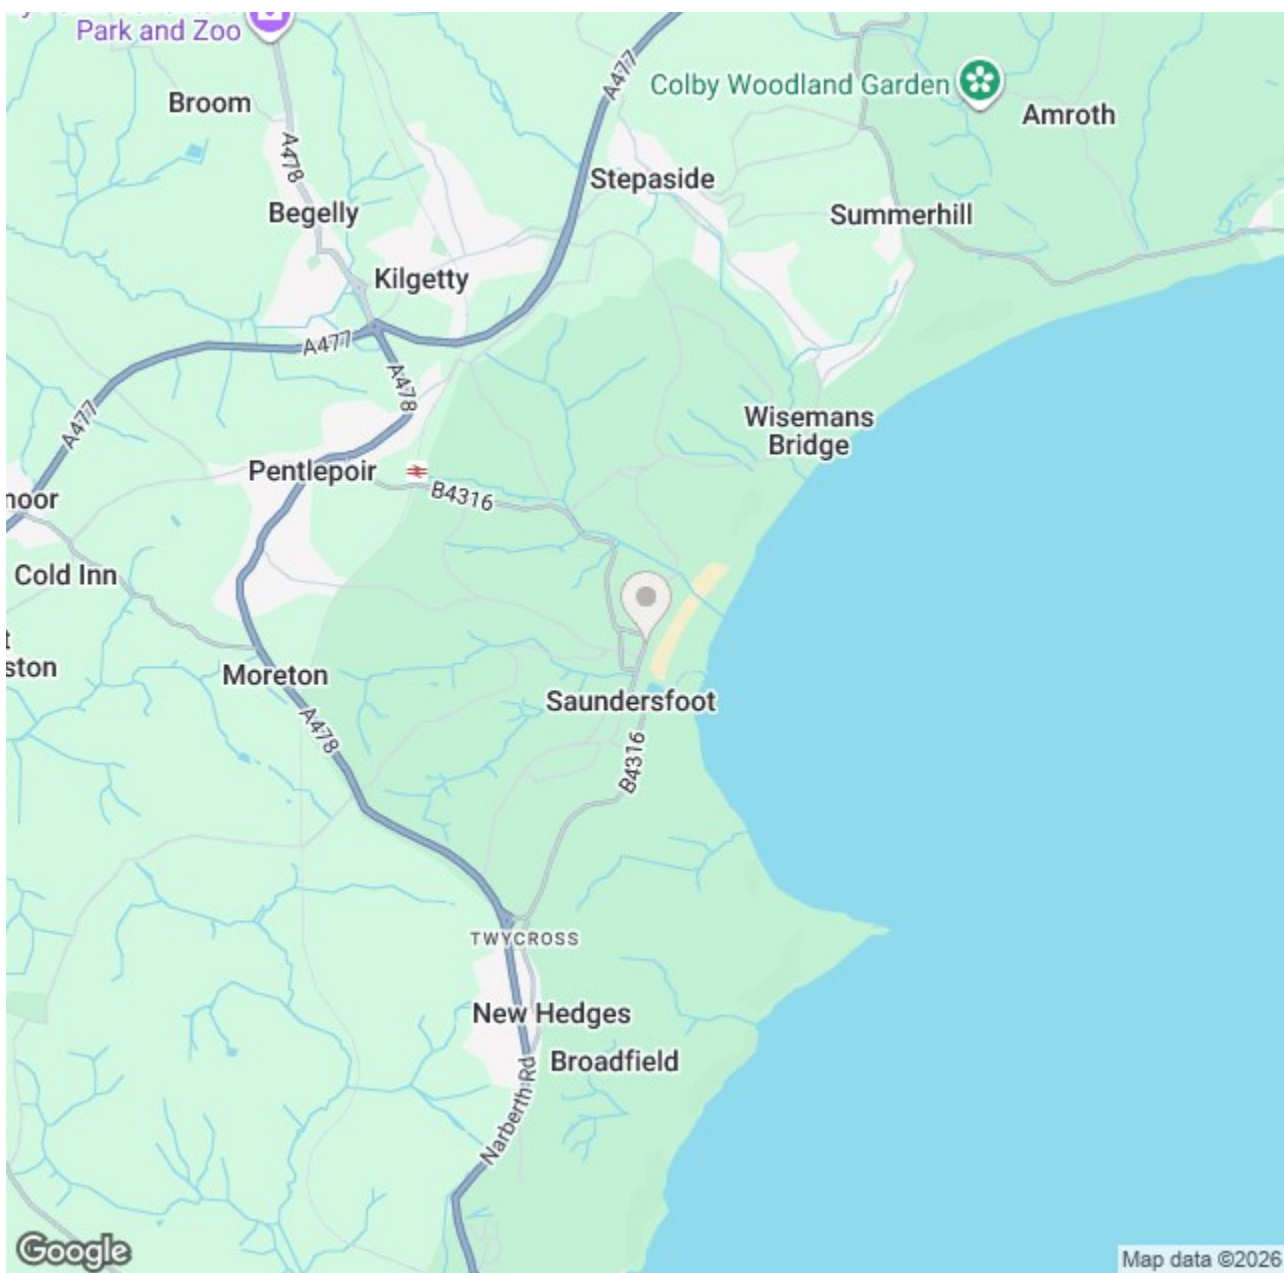 Park and Zoo
Colby Woodland Garden
Amroth
Broom
A477
A478
Stepaside
Begelly
Summerhill
Kilgetty
A477
A478
A477
Wisemans
Bridge
Pentlepoir
B4316
Cold Inn
Moreton
Saundersfoot
A478
B4316
TWYCROSS
New Hedges
Broadfield
Narberth Rd
Google
Map data ©2026